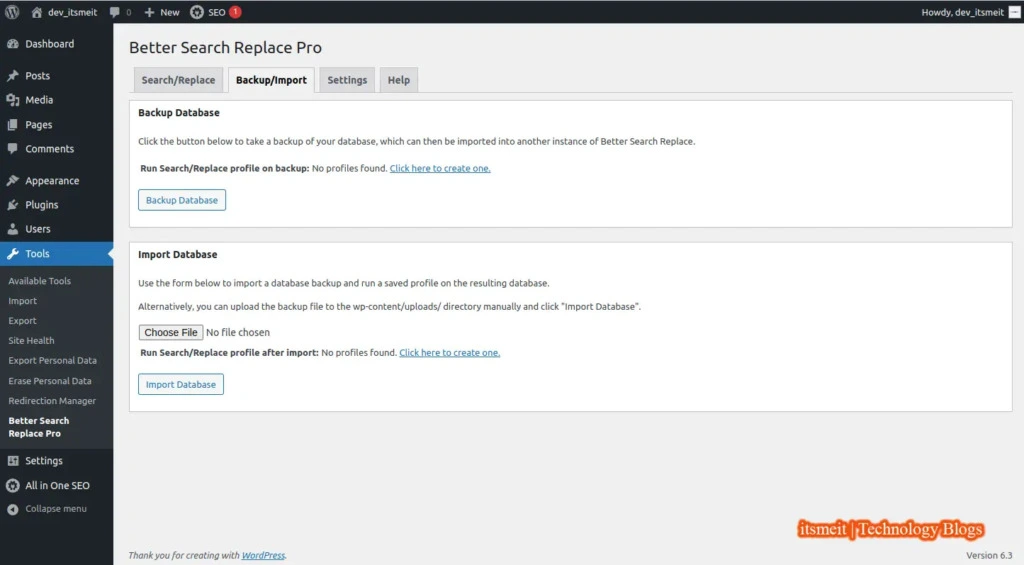 dev_itsmeit 0 New SEO 1 Howdy, dev_itsmeit
Dashboard
Posts
Media
Pages
Comments
Appearance
Plugins
Users
Tools
Available Tools
Import
Export
Site Health
Export Personal Data
Erase Personal Data
Redirection Manager
Better Search
Replace Pro
Settings
All in One SEO
Collapse menu
Better Search Replace Pro
Search/Replace Backup/Import Settings Help
Backup Database
Click the button below to take a backup of your database, which can then be imported into another instance of Better Search Replace.
Run Search/Replace profile on backup: No profiles found. Click here to create one.
Backup Database
Import Database
Use the form below to import a database backup and run a saved profile on the resulting database.
Alternatively, you can upload the backup file to the wp-content/uploads/ directory manually and click "Import Database".
Choose File No file chosen
Run Search/Replace profile after import: No profiles found. Click here to create one.
Import Database
itsmeit | Technology Blogs
Thank you for creating with WordPress. Version 6.3